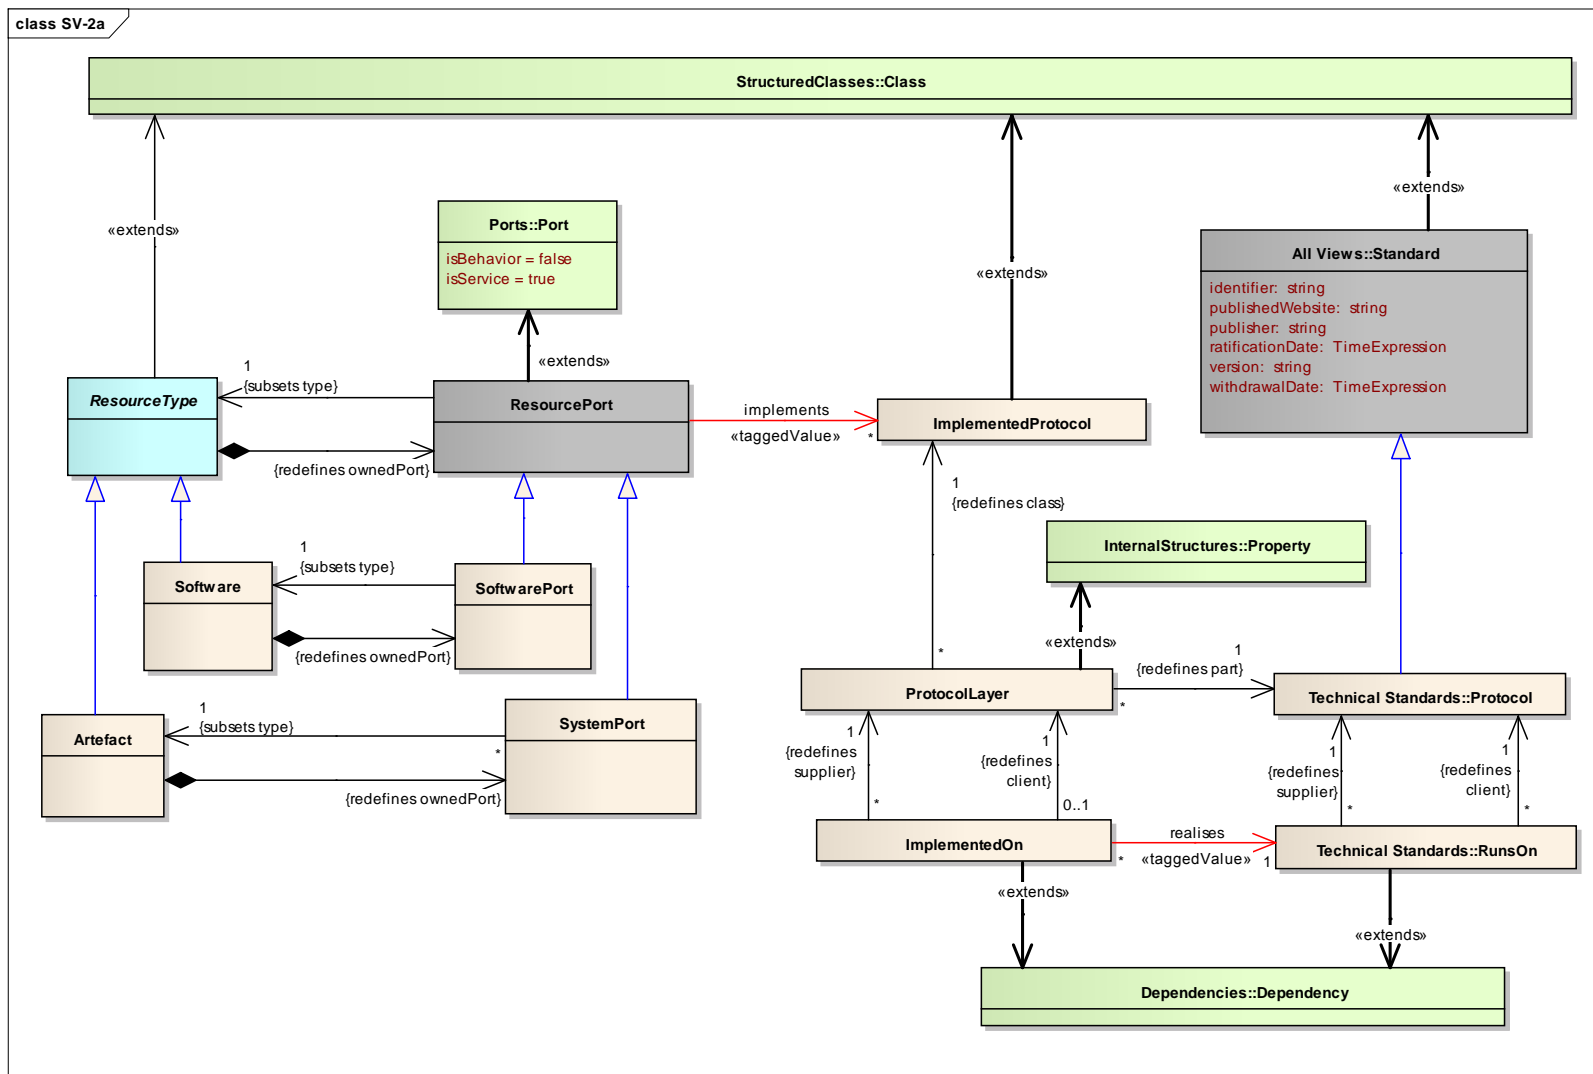 class SV-2a
StructuredClasses::Class
«extends»
«extends»
«extends»
Ports::Port
isBehavior = false
isService = true
All Views::Standard
identifier: string
publishedWebsite: string
publisher: string
ratificationDate: TimeExpression
version: string
withdrawalDate: TimeExpression
«extends»
1
{subsets type}
ResourceType
ResourcePort
{redefines ownedPort}
implements
«taggedValue»
*
ImplementedProtocol
1
{redefines class}
InternalStructures::Property
1
{subsets type}
Software
SoftwarePort
{redefines ownedPort}
«extends»
*
1
{redefines part}
*
ProtocolLayer
Technical Standards::Protocol
1
{subsets type}
*
Artefact
SystemPort
{redefines ownedPort}
1
{redefines
supplier}
*
1
{redefines
client}
0..1
1
{redefines
supplier}
*
1
{redefines
client}
*
ImplementedOn
realises
«taggedValue»
*
1
Technical Standards::RunsOn
«extends»
«extends»
Dependencies::Dependency